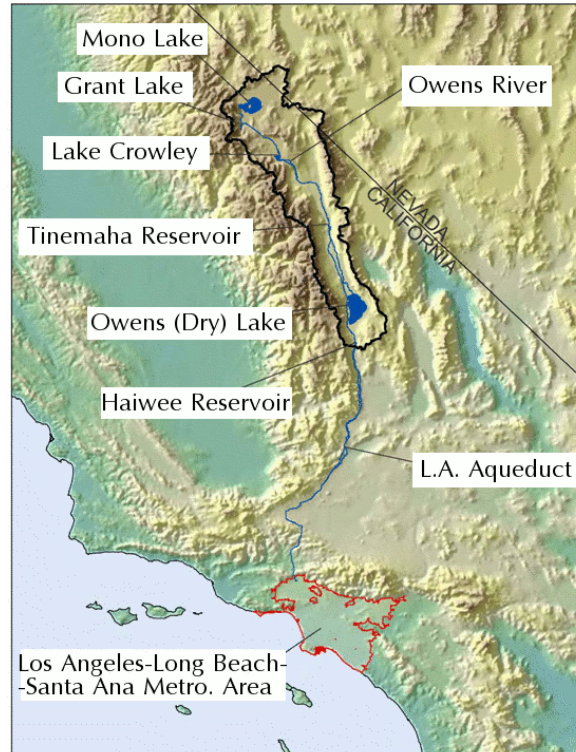 Mono Lake
Grant Lake
Owens River
Lake Crowley
NEVADA
CALIFORNIA
Tinemaha Reservoir
Owens (Dry) Lake
Haiwee Reservoir
L.A. Aqueduct
Los Angeles-Long Beach-
-Santa Ana Metro. Area